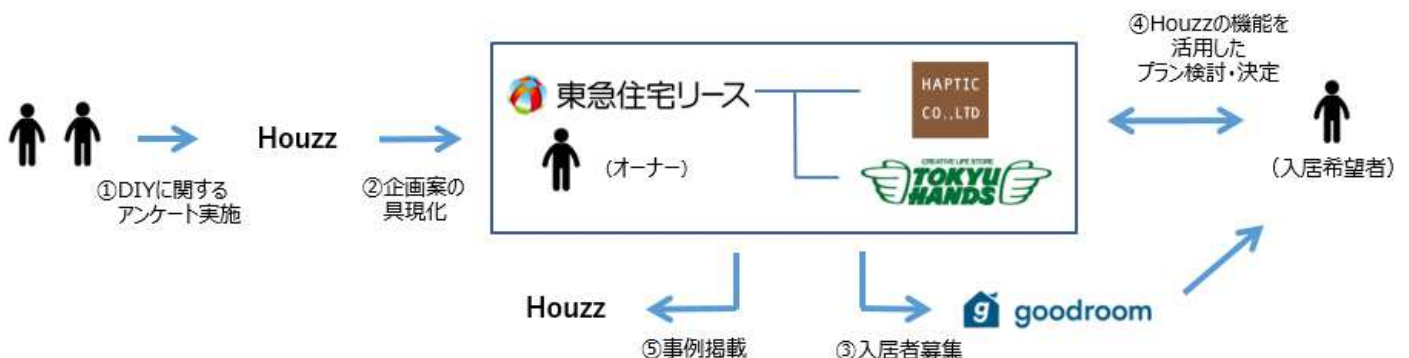 ④Houzzの機能を
活用した
プラン検討・決定
東急住宅リース
HAPTIC
CO.,LTD
Houzz
(オーナー)
CREATIVE LIFE STORE
TOKYU
HANDS
(入居希望者)
①DIYに関する
アンケート実施
②企画案の
具現化
Houzz
goodroom
⑤事例掲載
③入居者募集